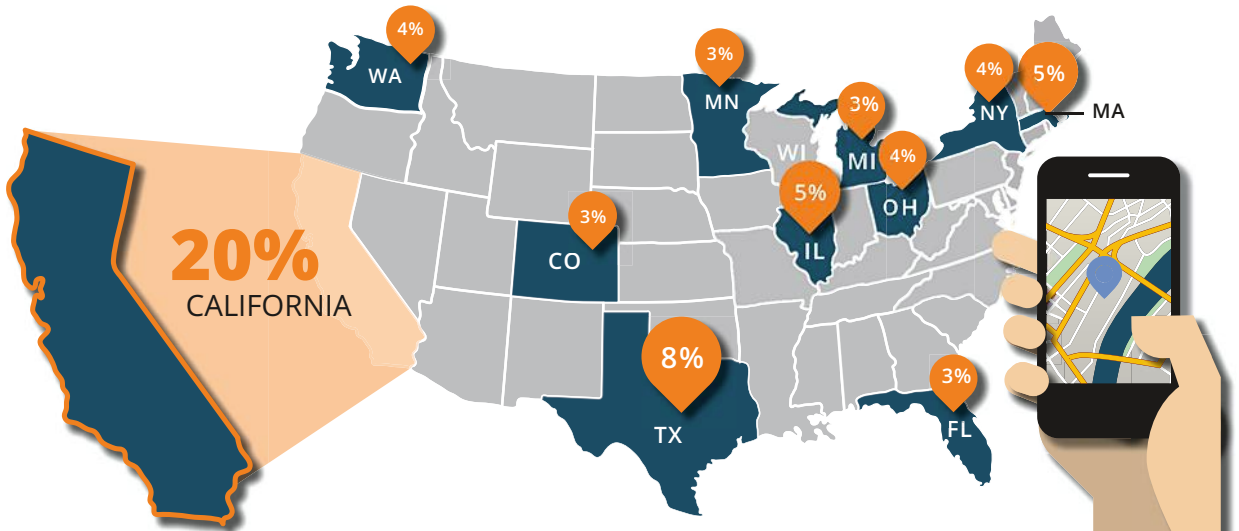 4%
WA
3%
MN
4%
NY
5%
MA
3%
MI
4%
OH
WI
5%
IL
3%
CO
20%
CALIFORNIA
8%
TX
3%
FL